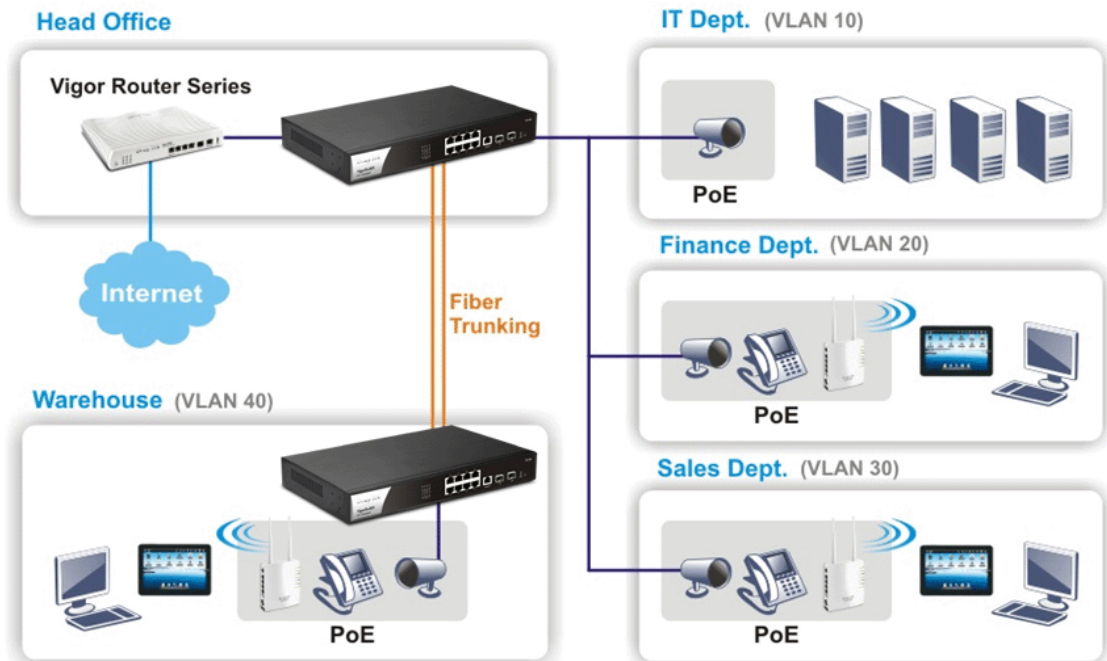 Head Office
Vigor Router Series
Internet
Fiber
Trunking
Warehouse (VLAN 40)
PoE
IT Dept. (VLAN 10)
PoE
Finance Dept. (VLAN 20)
PoE
Sales Dept. (VLAN 30)
PoE